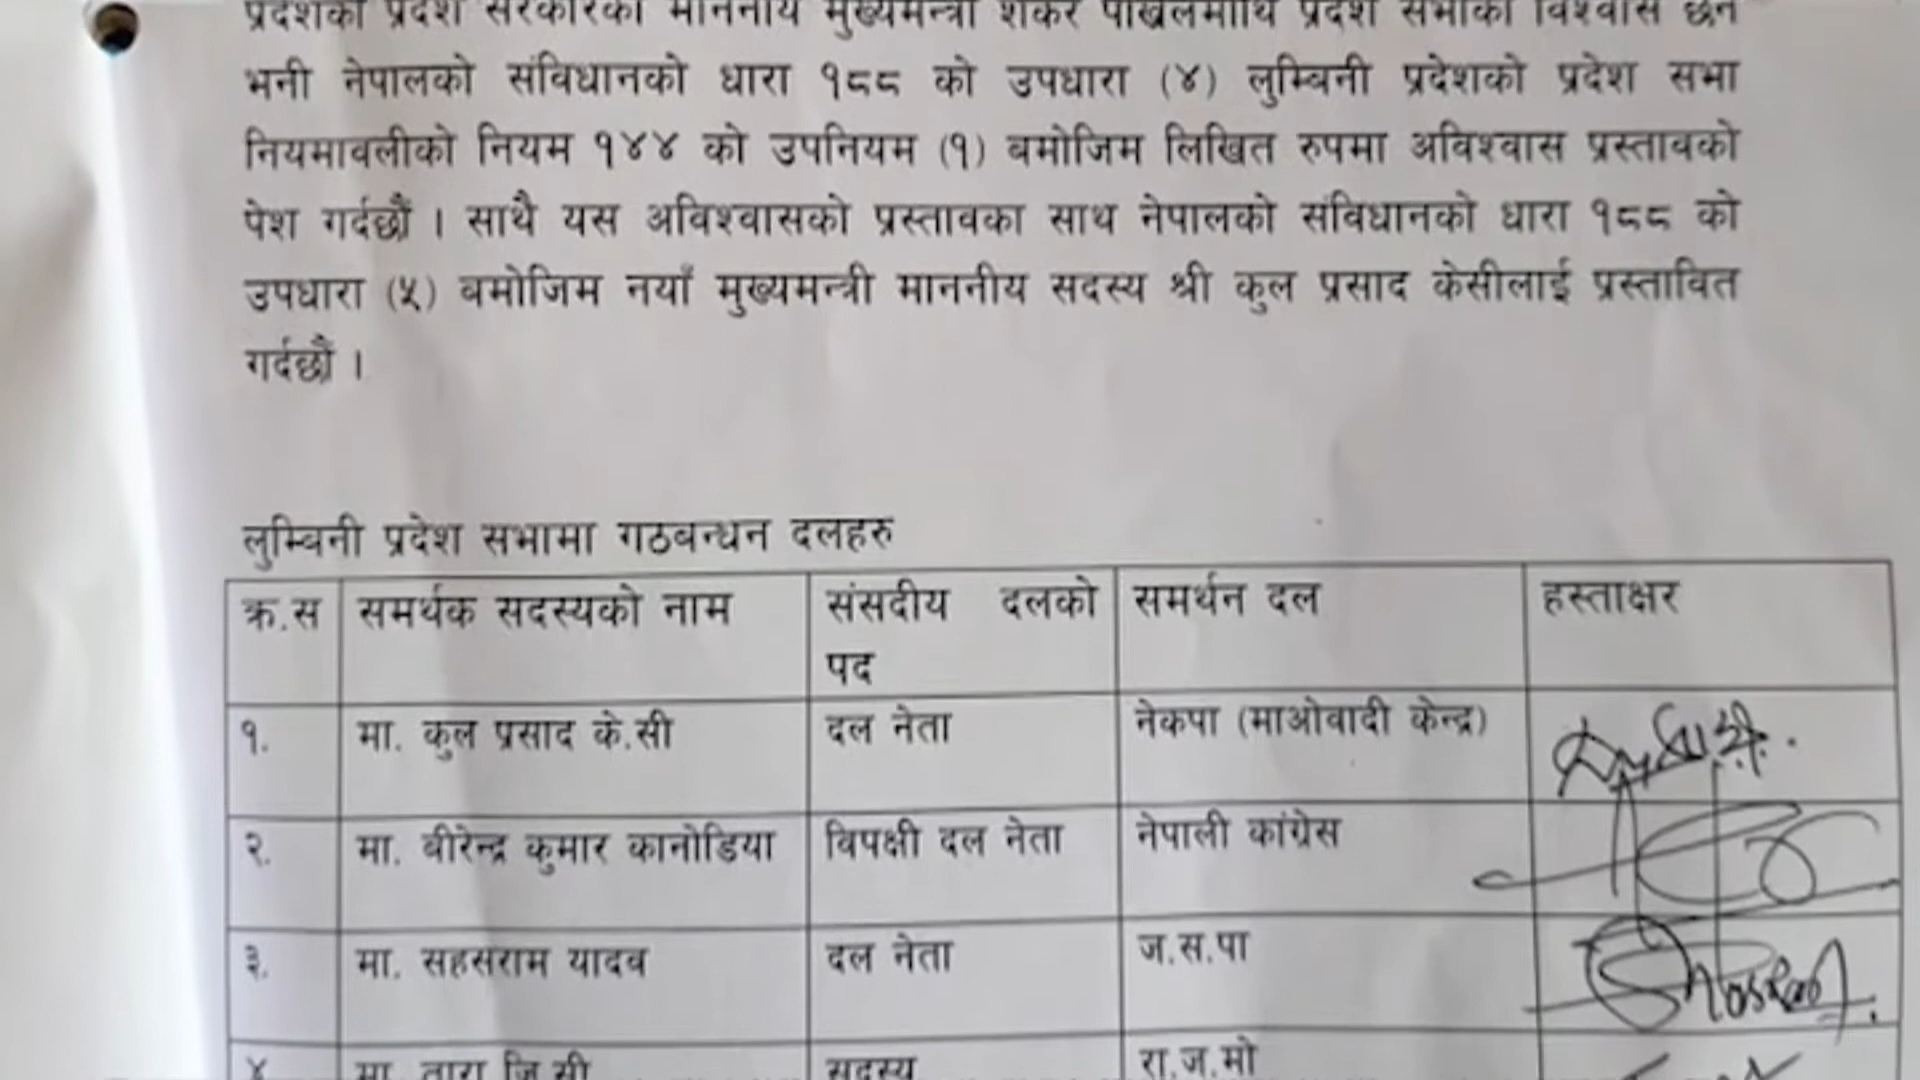 प्रदेशका प्रदेश सरकारका माननीय मुख्यमन्त्री शंकर पोखरेलमाथि प्रदेश सभाको विश्वास छैन
भनी नेपालको संविधानको धारा १८८ को उपधारा (४) लुम्बिनी प्रदेशको प्रदेश सभा
नियमावलीको नियम १४४ को उपनियम (१) बमोजिम लिखित रुपमा अविश्वास प्रस्तावको
पेश गर्दछौं । साथै यस अविश्वासको प्रस्तावका साथ नेपालको संविधानको धारा १८८ को
उपधारा (५) बमोजिम नयाँ मुख्यमन्त्री माननीय सदस्य श्री कुल प्रसाद केसीलाई प्रस्तावित
गर्दछौं ।
लुम्बिनी प्रदेश सभामा गठबन्धन दलहरु
क्र.स समर्थक सदस्यको नाम संसदीय दलको पद समर्थन दल हस्ताक्षर
१. मा. कुल प्रसाद के.सी दल नेता नेकपा (माओवादी केन्द्र)
२. मा. बीरेन्द्र कुमार कानोडिया विपक्षी दल नेता नेपाली कांग्रेस
३. मा. सहसराम यादव दल नेता ज.स.पा
४ मा. तारा जि.सी सदस्य रा.ज.मो